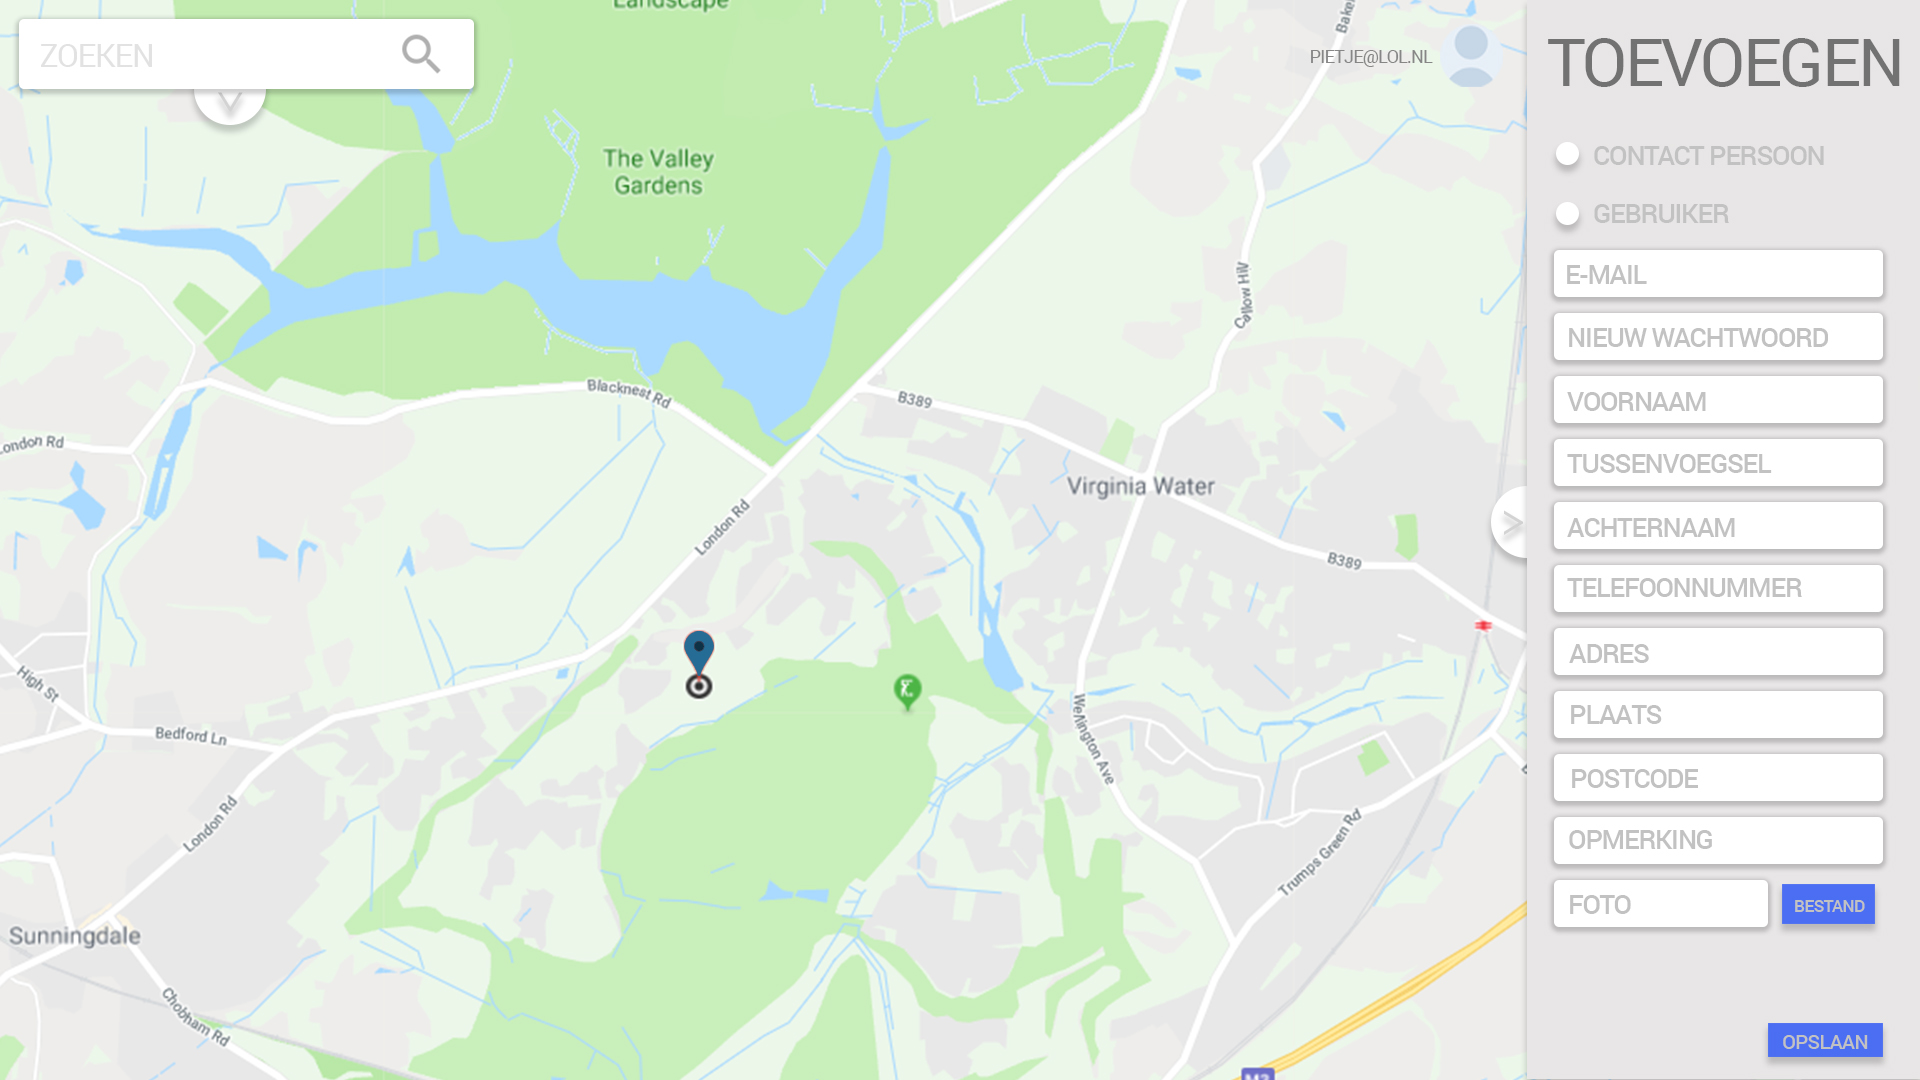 Landscape
ZOEKEN
V
PIETJE@LOL.NL
The Valley
Gardens
Callow Hill
Blacknest Rd
B389
London Rd
Virginia Water
London Rd
B389
High St
Bedford Ln
Wellington Ave
London Rd
Trumps Green Rd
Sunningdale
Chobham Rd
M3
>
TOEVOEGEN
CONTACT PERSOON
GEBRUIKER
E-MAIL
NIEUW WACHTWOORD
VOORNAAM
TUSSENVOEGSEL
ACHTERNAAM
TELEFOONNUMMER
ADRES
PLAATS
POSTCODE
OPMERKING
FOTO
BESTAND
OPSLAAN